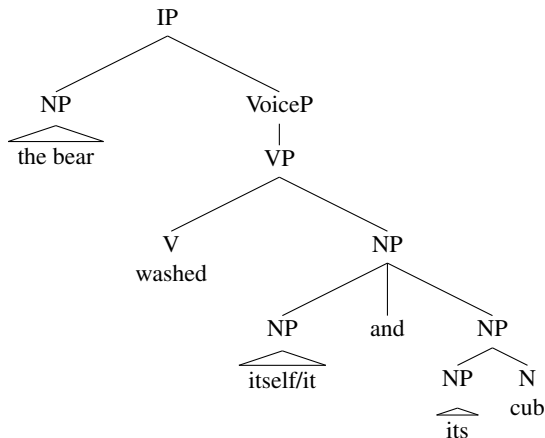 IP
NP VoiceP
the bear
VP
V NP
washed
NP and NP
itself/it
NP N
its cub